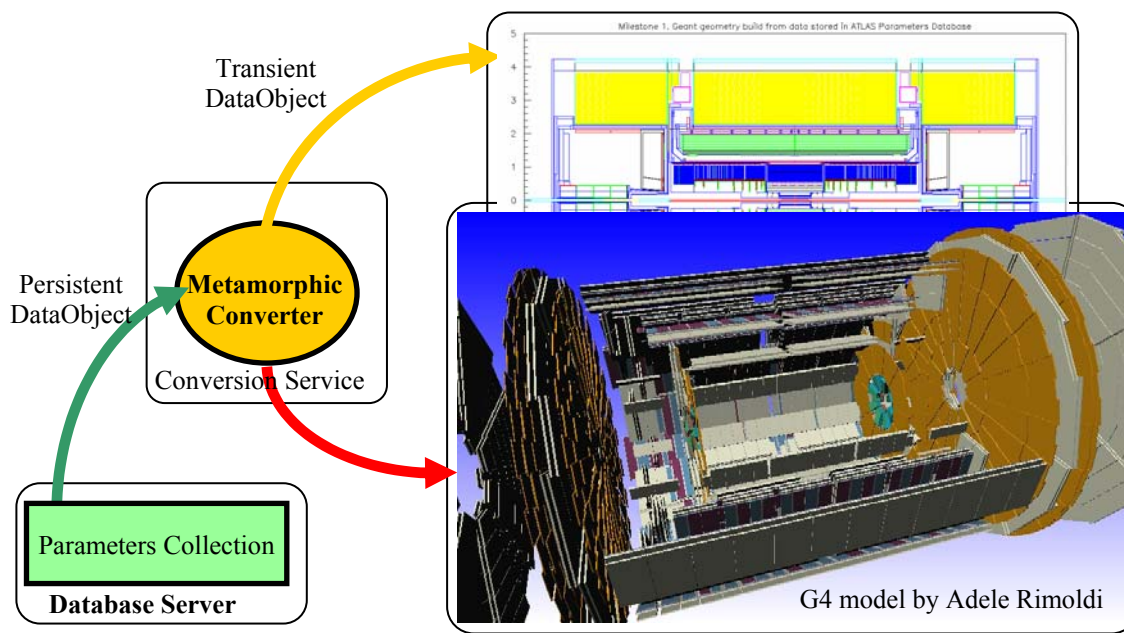 Milestone 1. Geant geometry build from data stored in ATLAS Parameters Database
5
4
3
2
1
0
Transient
DataObject
Persistent
DataObject
Metamorphic
Converter
Conversion Service
Parameters Collection
Database Server
G4 model by Adele Rimoldi